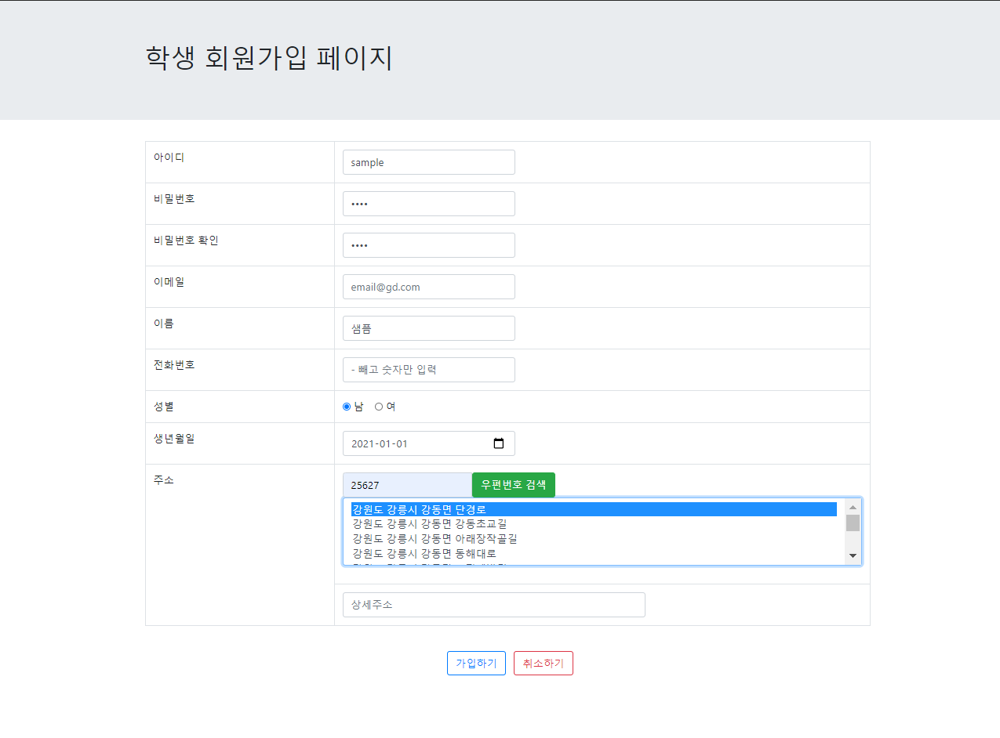 학생 회원가입 페이지
아이디 sample
비밀번호 ••••
비밀번호 확인 ••••
이메일 email@gd.com
이름 샘플
전화번호 - 빼고 숫자만 입력
성별 남 여
생년월일 2021-01-01
주소 25627 우편번호 검색
강원도 강릉시 강동면 단경로
강원도 강릉시 강동면 강동초교길
강원도 강릉시 강동면 아래장작골길
강원도 강릉시 강동면 동해대로
상세주소
가입하기 취소하기